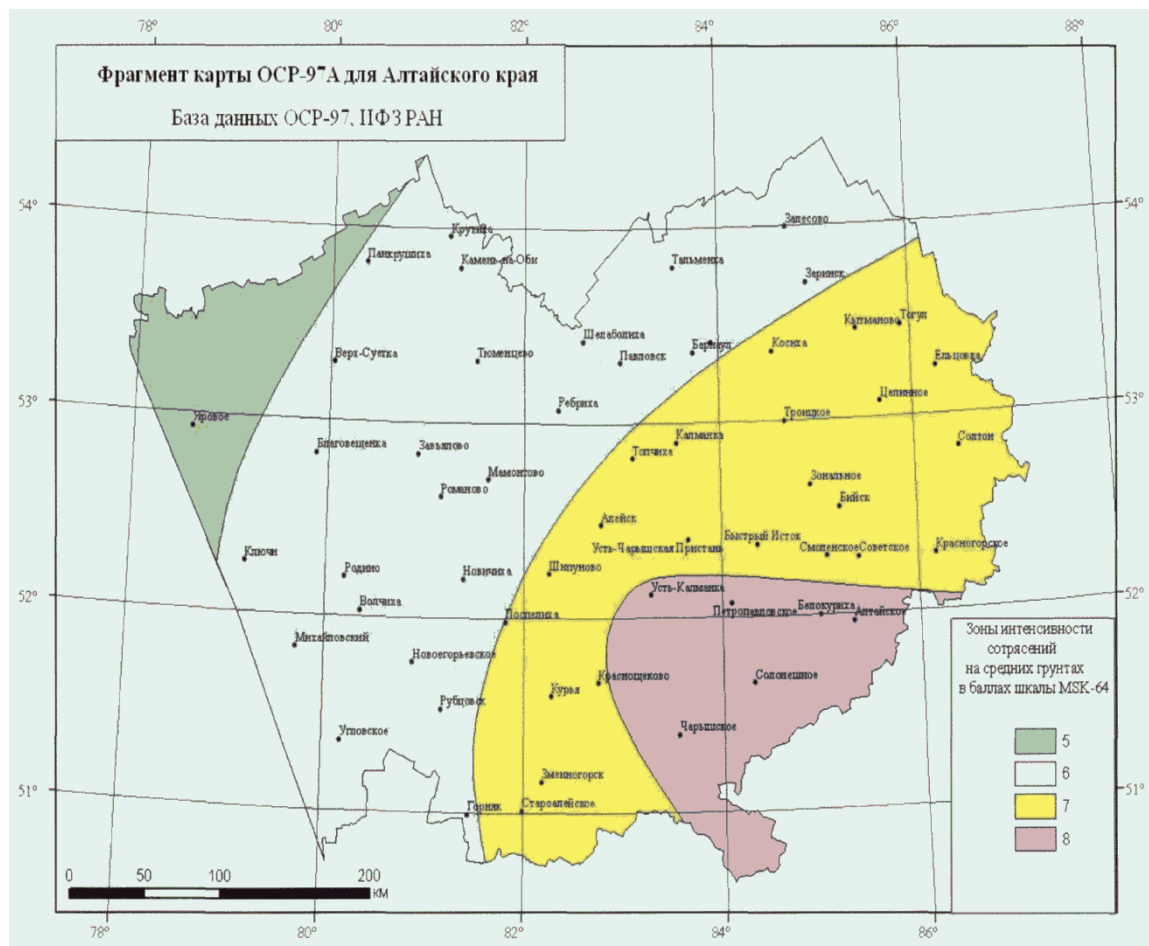 78° 80° 82° 84° 86° 88°
Фрагмент карты ОСР-97А для Алтайского края
База данных ОСР-97, ИФЗ РАН
54° 54°
Залесово
Крутиха
Панкрушиха
Камень-на-Оби
Тальменка
Заринск
Кытманово
Тогул
Шелаболиха
Барнаул
Косиха
Верх-Суетка
Тюменцево
Павловск
Ельцовка
53° 53°
Целинное
Ребриха
Яровое
Троицкое
Благовещенка
Завьялово
Калманка
Солтон
Топчиха
Мамонтово
Романово
Зональное
Бийск
Алейск
Быстрый Исток
Усть-Чарышская Пристань
Смоленское
Советское
Красногорское
Ключи
Родино
Новичиха
Шипуново
Усть-Калманка
52° 52°
Волчиха
Поспелиха
Петропавловское
Белокуриха
Алтайское
Михайловский
Новоегорьевское
Краснощеково
Солонешное
Курья
Рубцовск
Чарышское
Угловское
Змеиногорск
Горняк
Староалейское
51° 51°
Зоны интенсивности
сотрясений
на средних грунтах
в баллах шкалы MSK-64
5
6
7
8
0 50 100 200
КМ
78° 80° 82° 84° 86°